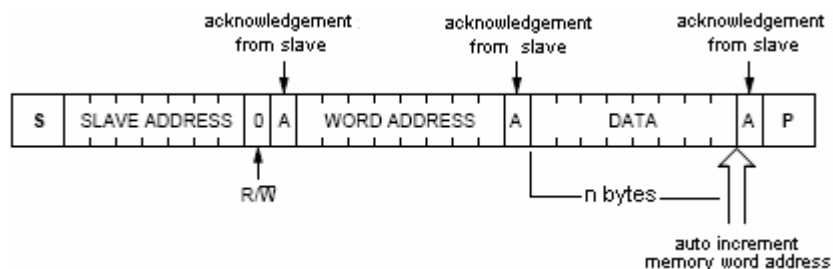 acknowledgement acknowledgement acknowledgement
from slave from slave from slave
S SLAVE ADDRESS 0 A WORD ADDRESS A DATA A P
R/W̅
n bytes
auto increment
memory word address